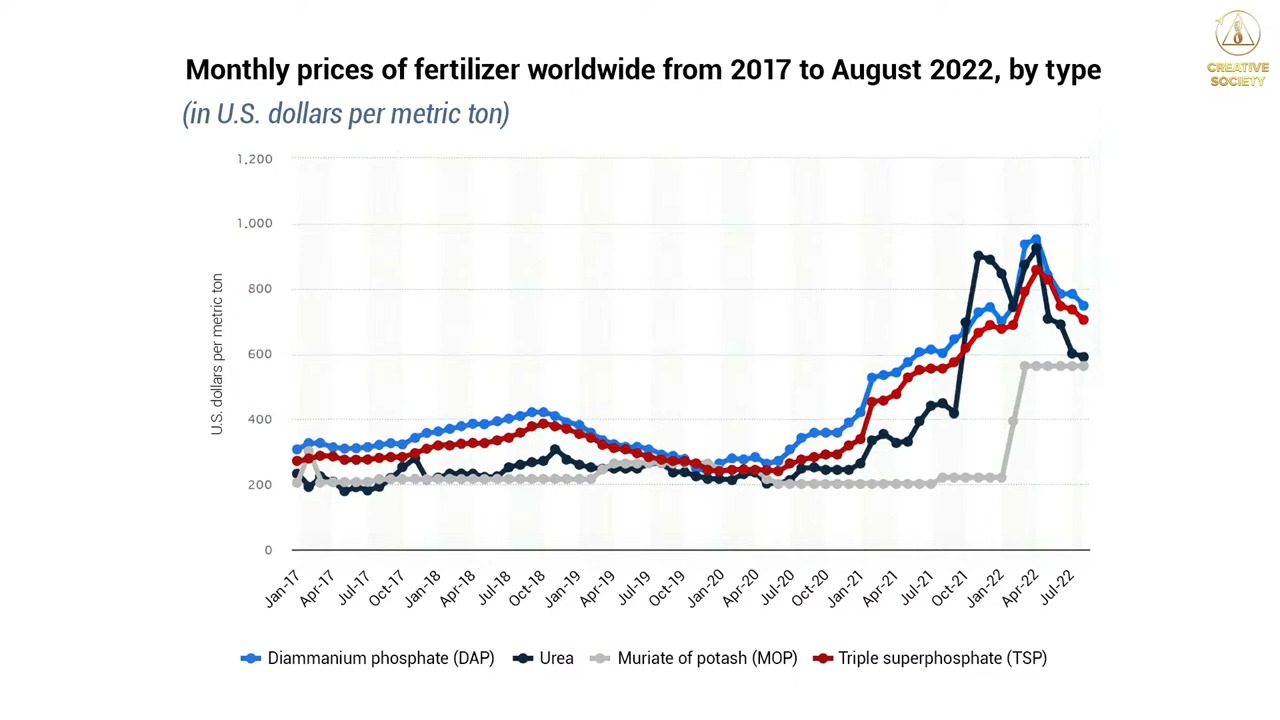 CREATIVE
SOCIETY
Monthly prices of fertilizer worldwide from 2017 to August 2022, by type
(in U.S. dollars per metric ton)
U.S. dollars per metric ton
1,200
1,000
800
600
400
200
0
Jan-17 Apr-17 Jul-17 Oct-17 Jan-18 Apr-18 Jul-18 Oct-18 Jan-19 Apr-19 Jul-19 Oct-19 Jan-20 Apr-20 Jul-20 Oct-20 Jan-21 Apr-21 Jul-21 Oct-21 Jan-22 Apr-22 Jul-22
Diammanium phosphate (DAP) Urea Muriate of potash (MOP) Triple superphosphate (TSP)